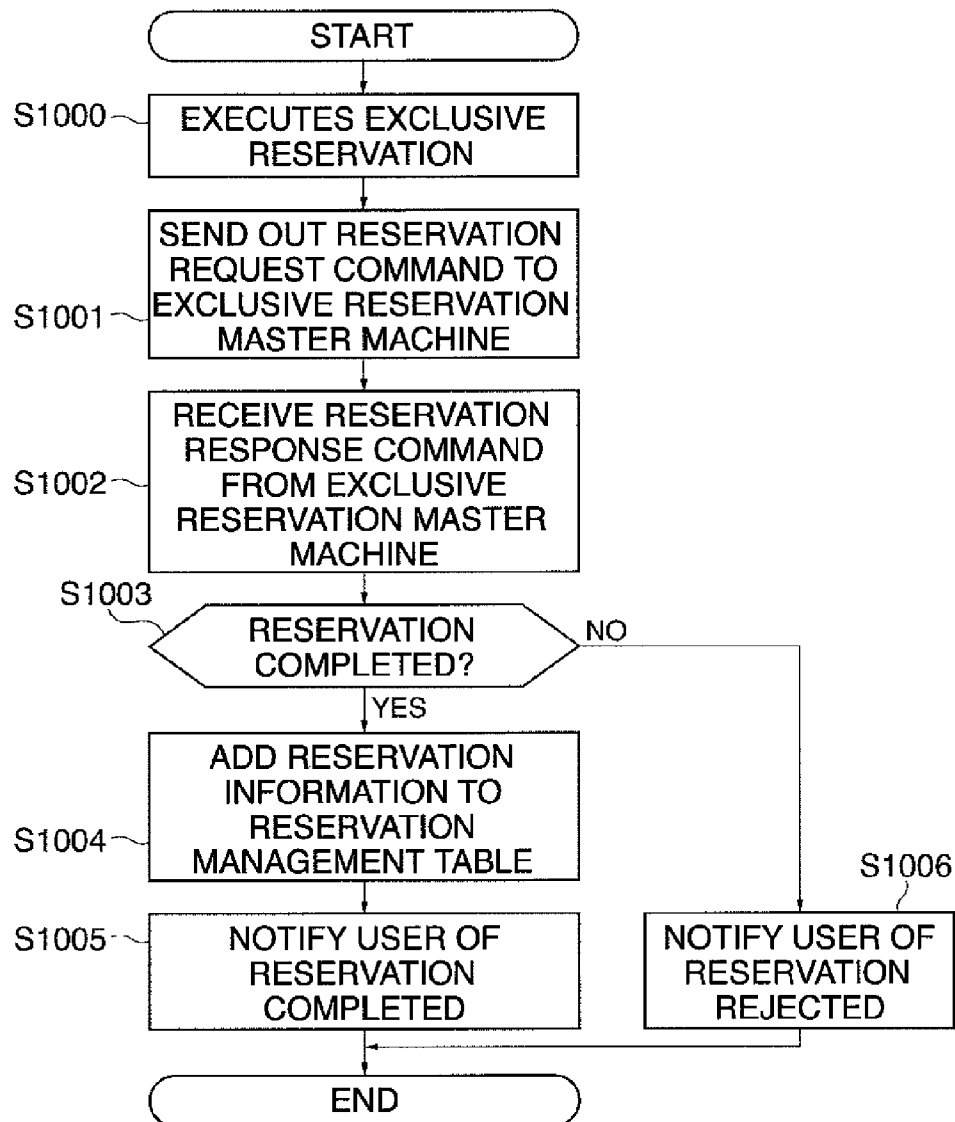 START
S1000
EXECUTES EXCLUSIVE
RESERVATION
SEND OUT RESERVATION
REQUEST COMMAND TO
S1001
EXCLUSIVE RESERVATION
MASTER MACHINE
RECEIVE RESERVATION
RESPONSE COMMAND
S1002
FROM EXCLUSIVE
RESERVATION MASTER
MACHINE
S1003
RESERVATION
COMPLETED?
NO
YES
ADD RESERVATION
INFORMATION TO
S1004
RESERVATION
MANAGEMENT TABLE
S1005
NOTIFY USER OF
RESERVATION
COMPLETED
S1006
NOTIFY USER OF
RESERVATION
REJECTED
END